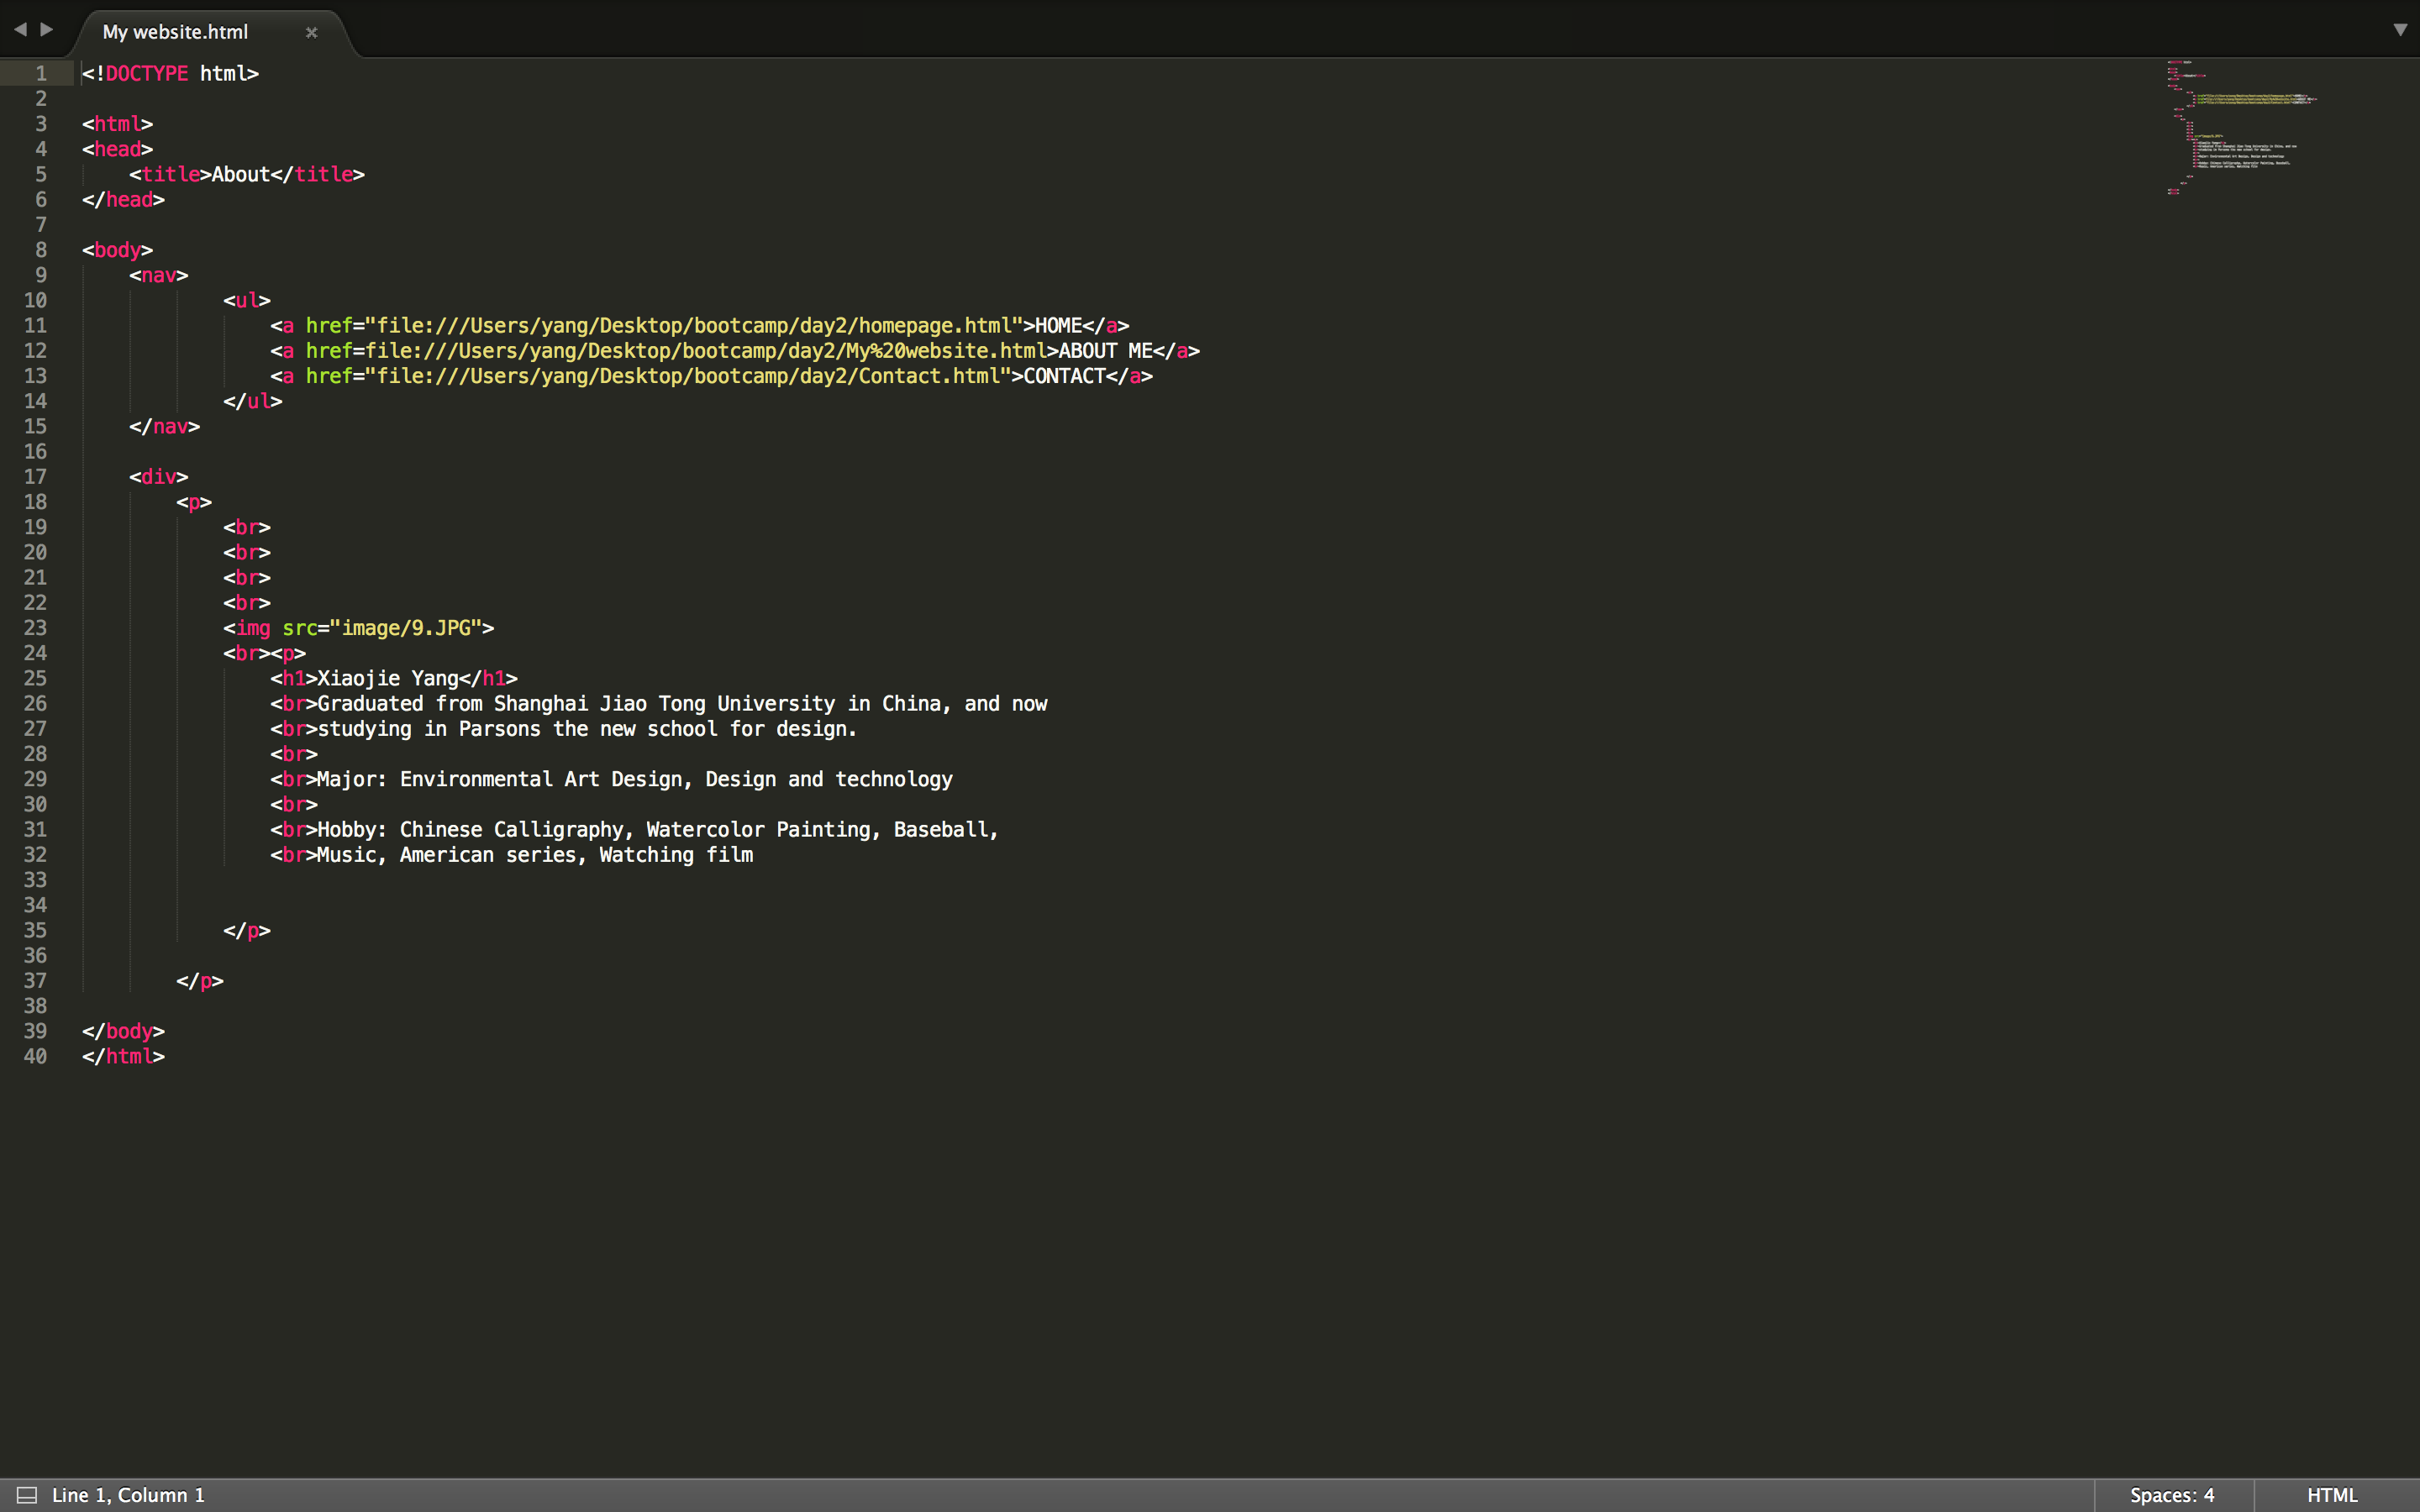 My website.html
1 <!DOCTYPE html>
2
3 <html>
4 <head>
5     <title>About</title>
6 </head>
7
8 <body>
9     <nav>
10             <ul>
11                 <a href="file:///Users/yang/Desktop/bootcamp/day2/homepage.html">HOME</a>
12                 <a href=file:///Users/yang/Desktop/bootcamp/day2/My%20website.html>ABOUT ME</a>
13                 <a href="file:///Users/yang/Desktop/bootcamp/day2/Contact.html">CONTACT</a>
14             </ul>
15     </nav>
16
17     <div>
18         <p>
19             <br>
20             <br>
21             <br>
22             <br>
23             <img src="image/9.JPG">
24             <br><p>
25                 <h1>Xiaojie Yang</h1>
26                 <br>Graduated from Shanghai Jiao Tong University in China, and now
27                 <br>studying in Parsons the new school for design.
28                 <br>
29                 <br>Major: Environmental Art Design, Design and technology
30                 <br>
31                 <br>Hobby: Chinese Calligraphy, Watercolor Painting, Baseball,
32                 <br>Music, American series, Watching film
33
34
35             </p>
36
37         </p>
38
39 </body>
40 </html>
Line 1, Column 1
Spaces: 4
HTML